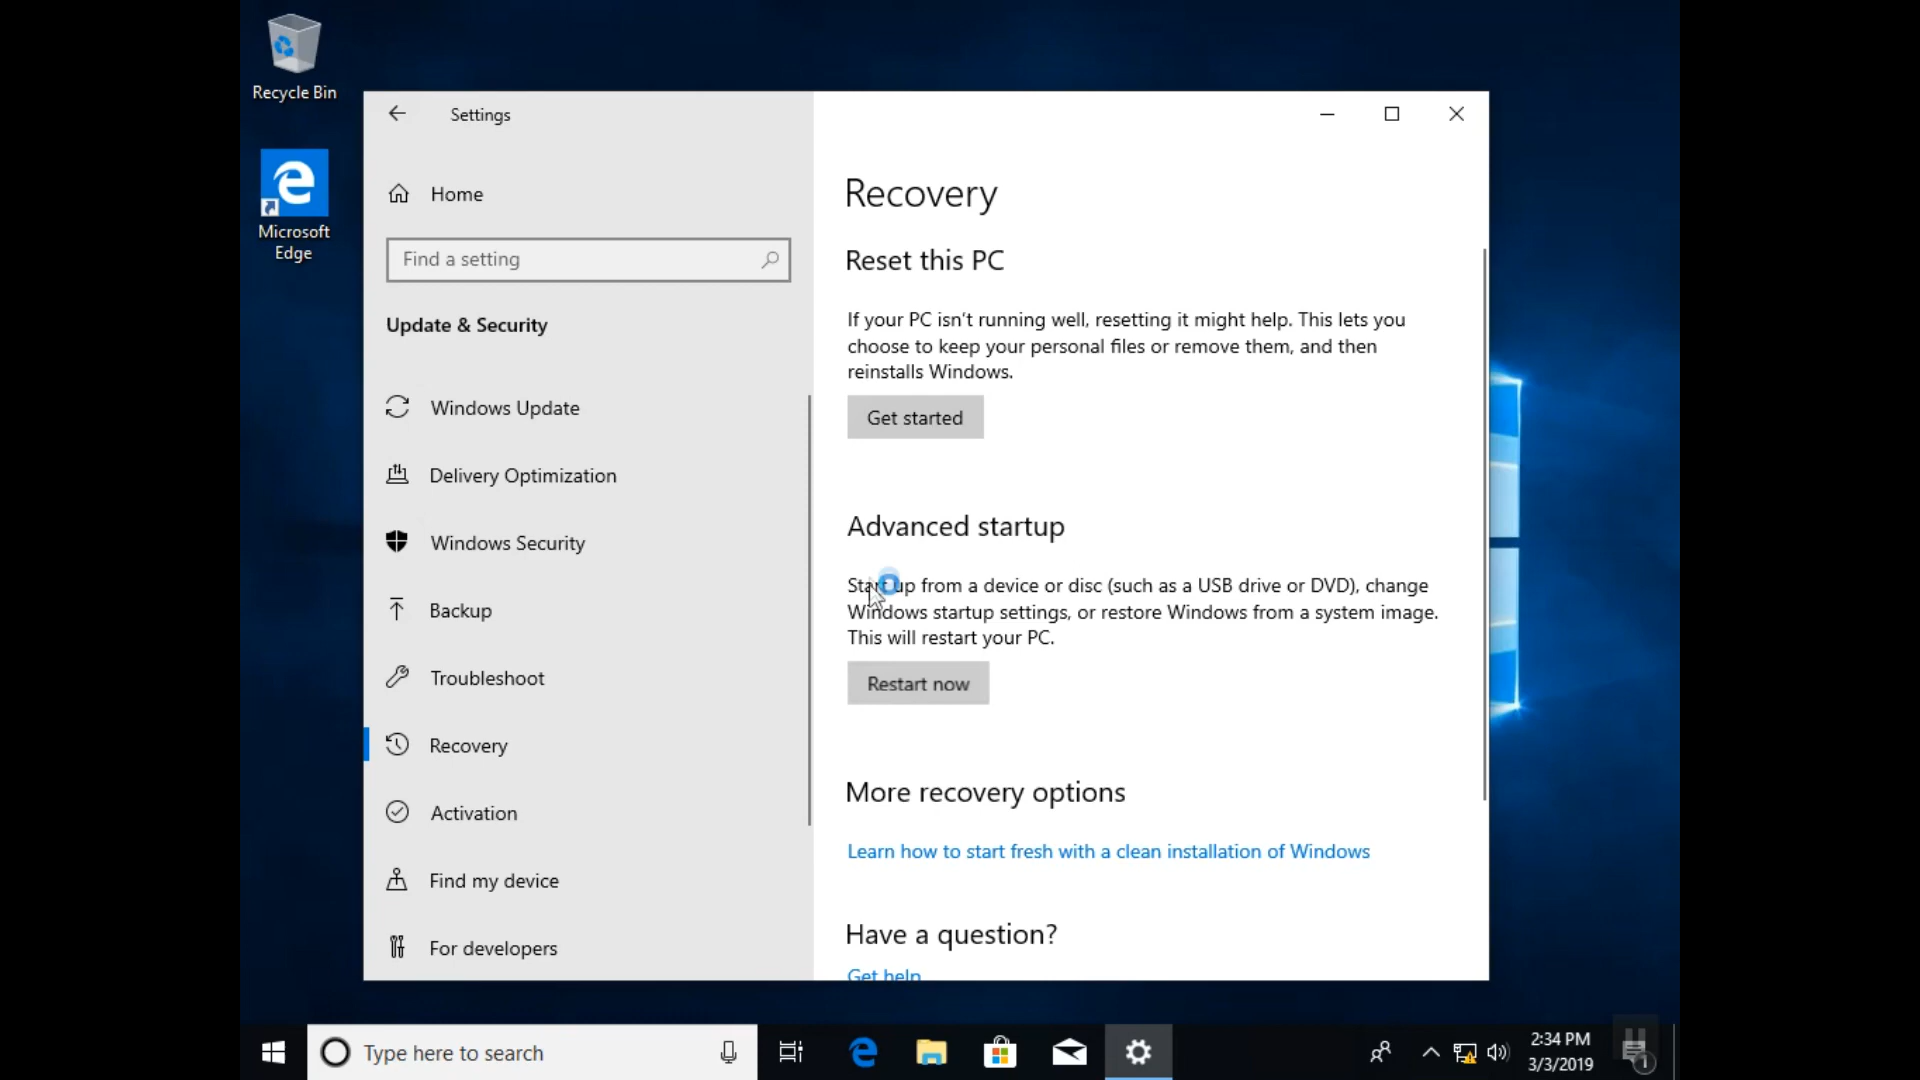 Recycle Bin
Microsoft
Edge
Settings
Home
Find a setting
Update & Security
Windows Update
Delivery Optimization
Windows Security
Backup
Troubleshoot
Recovery
Activation
Find my device
For developers
Recovery
Reset this PC
If your PC isn't running well, resetting it might help. This lets you
choose to keep your personal files or remove them, and then
reinstalls Windows.
Get started
Advanced startup
Start up from a device or disc (such as a USB drive or DVD), change
Windows startup settings, or restore Windows from a system image.
This will restart your PC.
Restart now
More recovery options
Learn how to start fresh with a clean installation of Windows
Have a question?
Get help
Type here to search
2:34 PM
3/3/2019
1